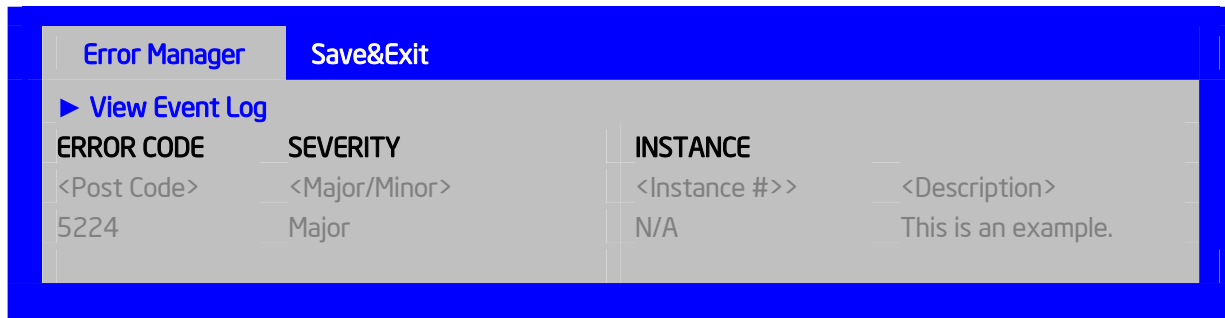 Error Manager Save&Exit
► View Event Log
ERROR CODE SEVERITY INSTANCE
<Post Code> <Major/Minor> <Instance #>> <Description>
5224 Major N/A This is an example.